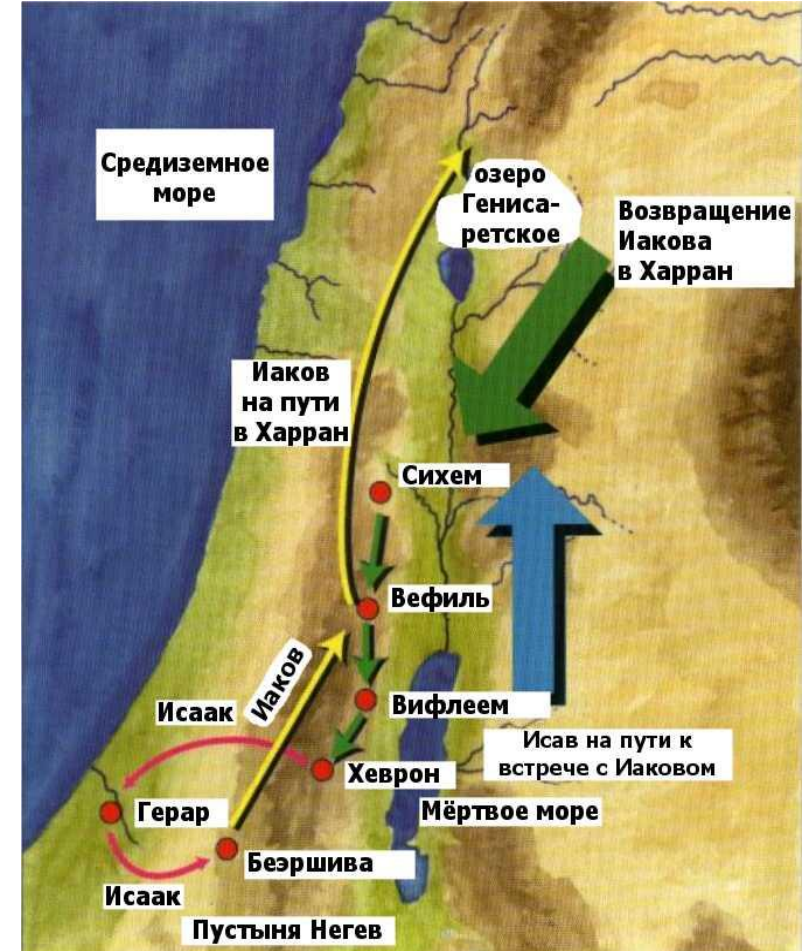 Средиземное
море
озеро
Гениса-
ретское
Возвращение
Иакова
в Харран
Иаков
на пути
в Харран
Сихем
Вефиль
Иаков
Исаак
Вифлеем
Исав на пути к
встрече с Иаковом
Хеврон
Герар
Мёртвое море
Беэршива
Исаак
Пустыня Негев